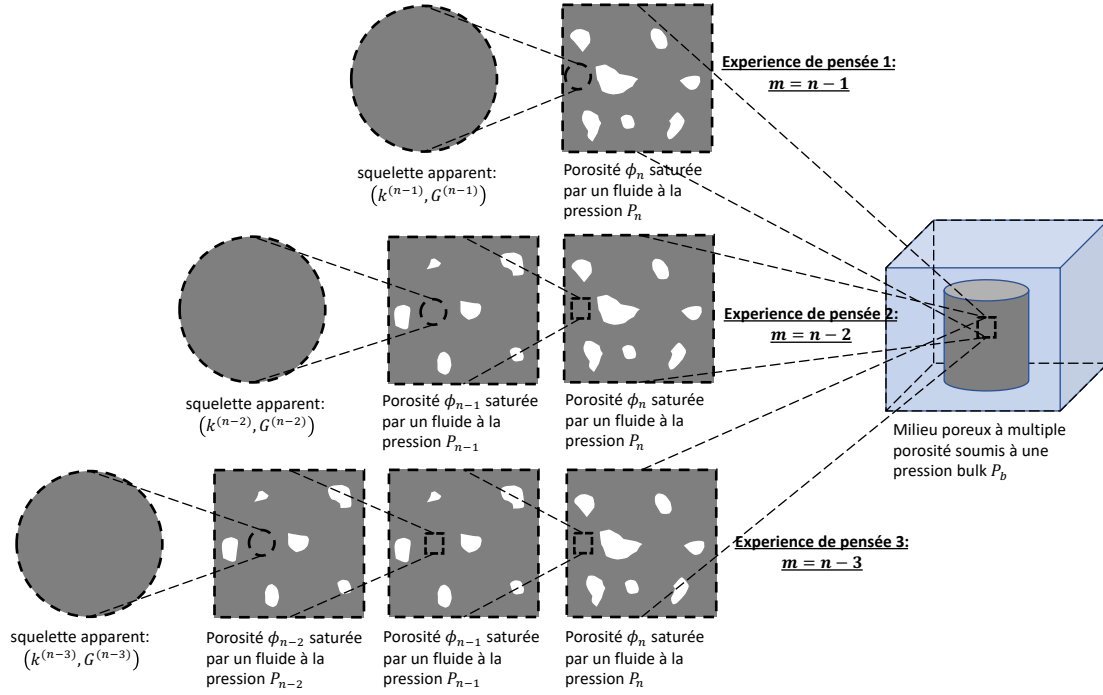 Experience de pensée 1:
m = n − 1
squelette apparent:
(k^(n−1), G^(n−1))
Porosité ϕ_n saturée
par un fluide à la
pression P_n
Experience de pensée 2:
m = n − 2
squelette apparent:
(k^(n−2), G^(n−2))
Porosité ϕ_{n−1} saturée
par un fluide à la
pression P_{n−1}
Porosité ϕ_n saturée
par un fluide à la
pression P_n
Milieu poreux à multiple
porosité soumis à une
pression bulk P_b
Experience de pensée 3:
m = n − 3
squelette apparent:
(k^(n−3), G^(n−3))
Porosité ϕ_{n−2} saturée
par un fluide à la
pression P_{n−2}
Porosité ϕ_{n−1} saturée
par un fluide à la
pression P_{n−1}
Porosité ϕ_n saturée
par un fluide à la
pression P_n